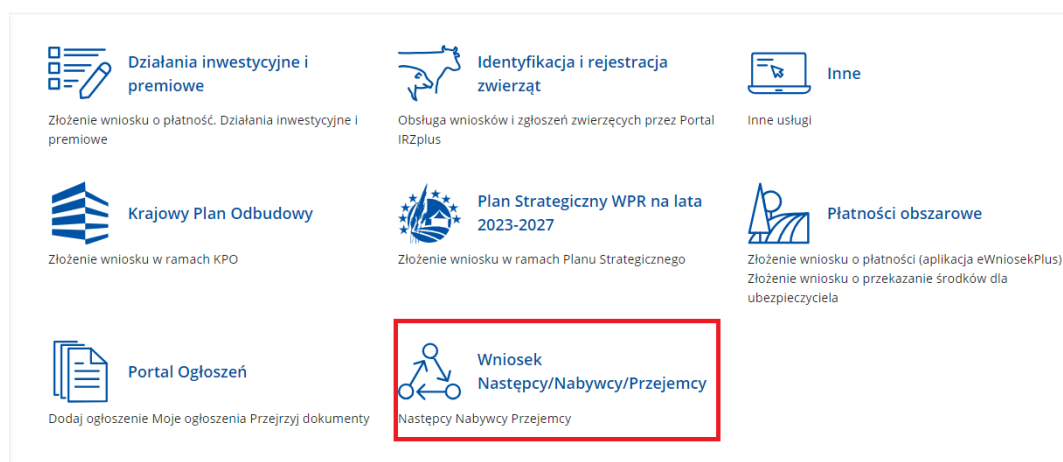 Działania inwestycyjne i
premiowe
Złożenie wniosku o płatność. Działania inwestycyjne i
premiowe
Identyfikacja i rejestracja
zwierząt
Obsługa wniosków i zgłoszeń zwierzęcych przez Portal
IRZplus
Inne
Inne usługi
Krajowy Plan Odbudowy
Złożenie wniosku w ramach KPO
Plan Strategiczny WPR na lata
2023-2027
Złożenie wniosku w ramach Planu Strategicznego
Płatności obszarowe
Złożenie wniosku o płatności (aplikacja eWniosekPlus)
Złożenie wniosku o przekazanie środków dla
ubezpieczyciela
Portal Ogłoszeń
Dodaj ogłoszenie Moje ogłoszenia Przejrzyj dokumenty
Wniosek
Następcy/Nabywcy/Przejemcy
Następcy Nabywcy Przejemcy